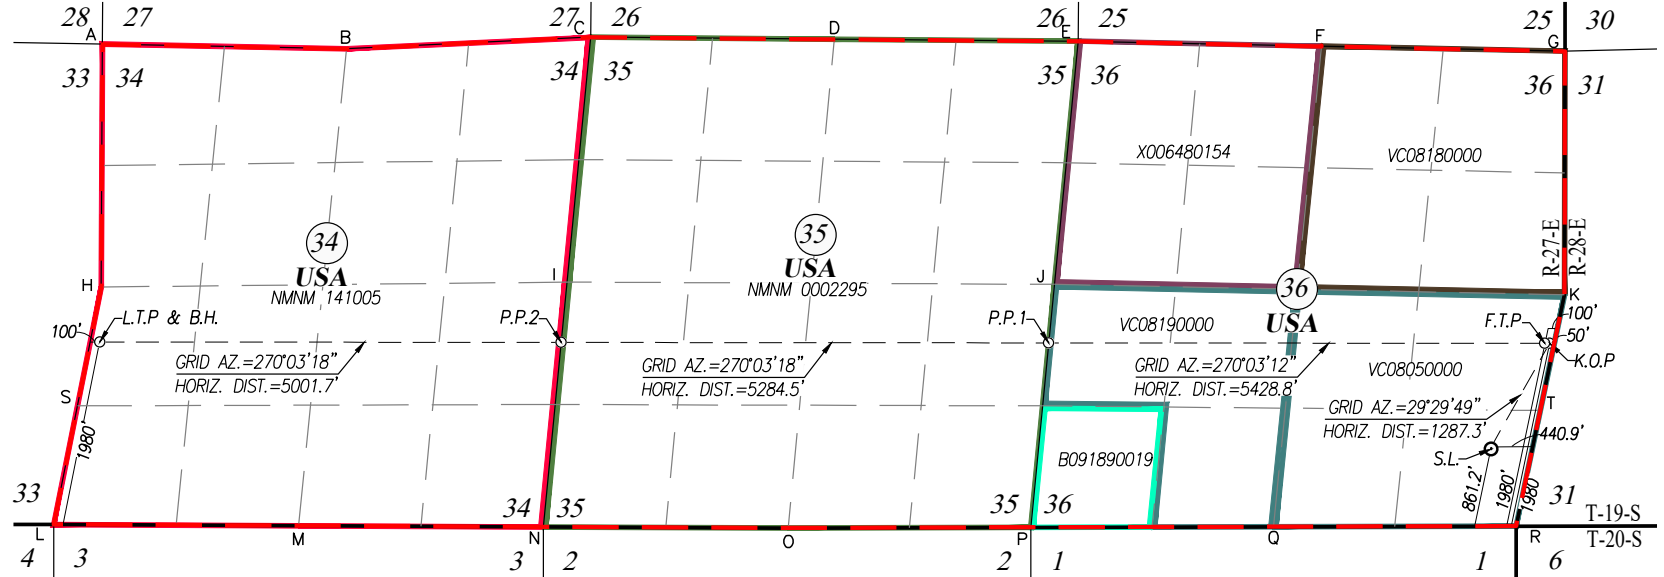 28 27 27 26 26 25 25 30
A B C D E F G
33 34 34 35 35 36 36 31
X006480154
VC08180000
34
USA
NMNM 141005
35
USA
NMNM 0002295
36
USA
R-27-E
R-28-E
H I J K
100'
L.T.P & B.H.
P.P.2
P.P.1
VC08190000
F.T.P
100'
50'
K.O.P
GRID AZ.=270°03'18"
HORIZ. DIST.=5001.7'
GRID AZ.=270°03'18"
HORIZ. DIST.=5284.5'
GRID AZ.=270°03'12"
HORIZ. DIST.=5428.8'
VC08050000
S T
GRID AZ.=29°29'49"
HORIZ. DIST.=1287.3'
1980'
B091890019
S.L.
440.9'
861.2'
1980'
1980
33 34 35 35 36 31
T-19-S
L M N O P Q R
T-20-S
4 3 3 2 2 1 1 6